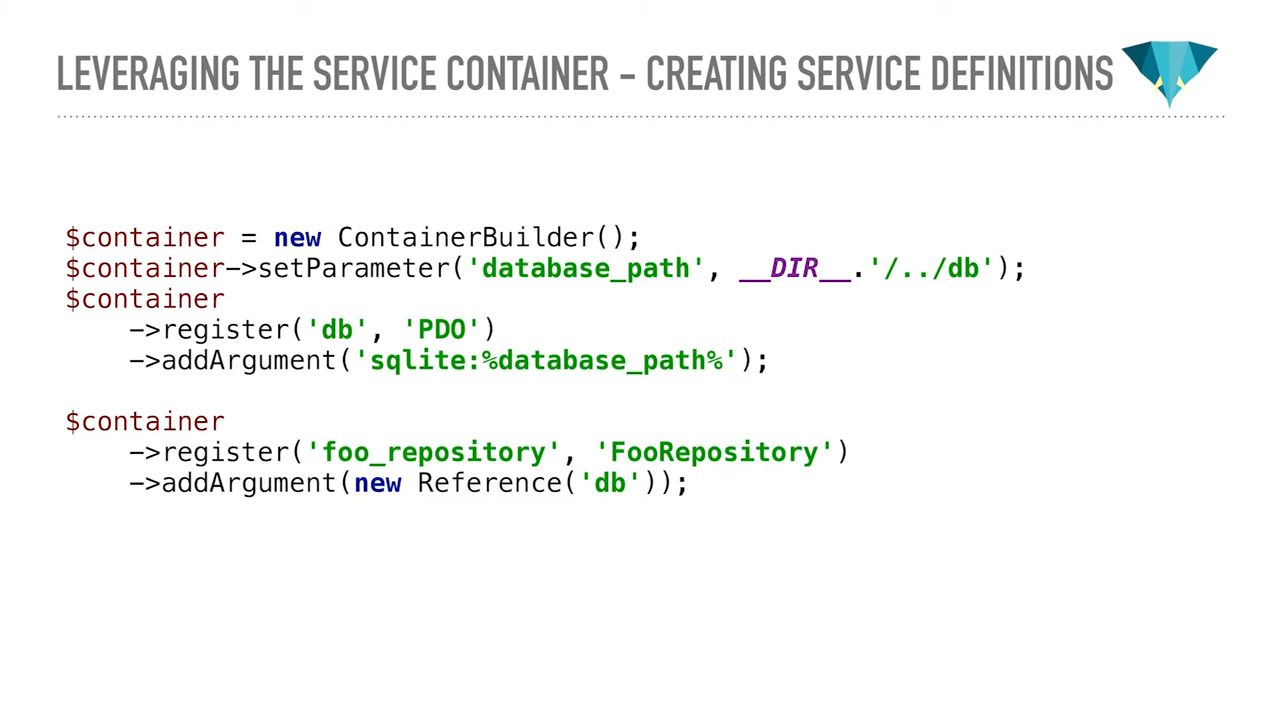 LEVERAGING THE SERVICE CONTAINER – CREATING SERVICE DEFINITIONS
$container = new ContainerBuilder();
$container->setParameter('database_path', __DIR__.'/../db');
$container
    ->register('db', 'PDO')
    ->addArgument('sqlite:%database_path%');
$container
    ->register('foo_repository', 'FooRepository')
    ->addArgument(new Reference('db'));